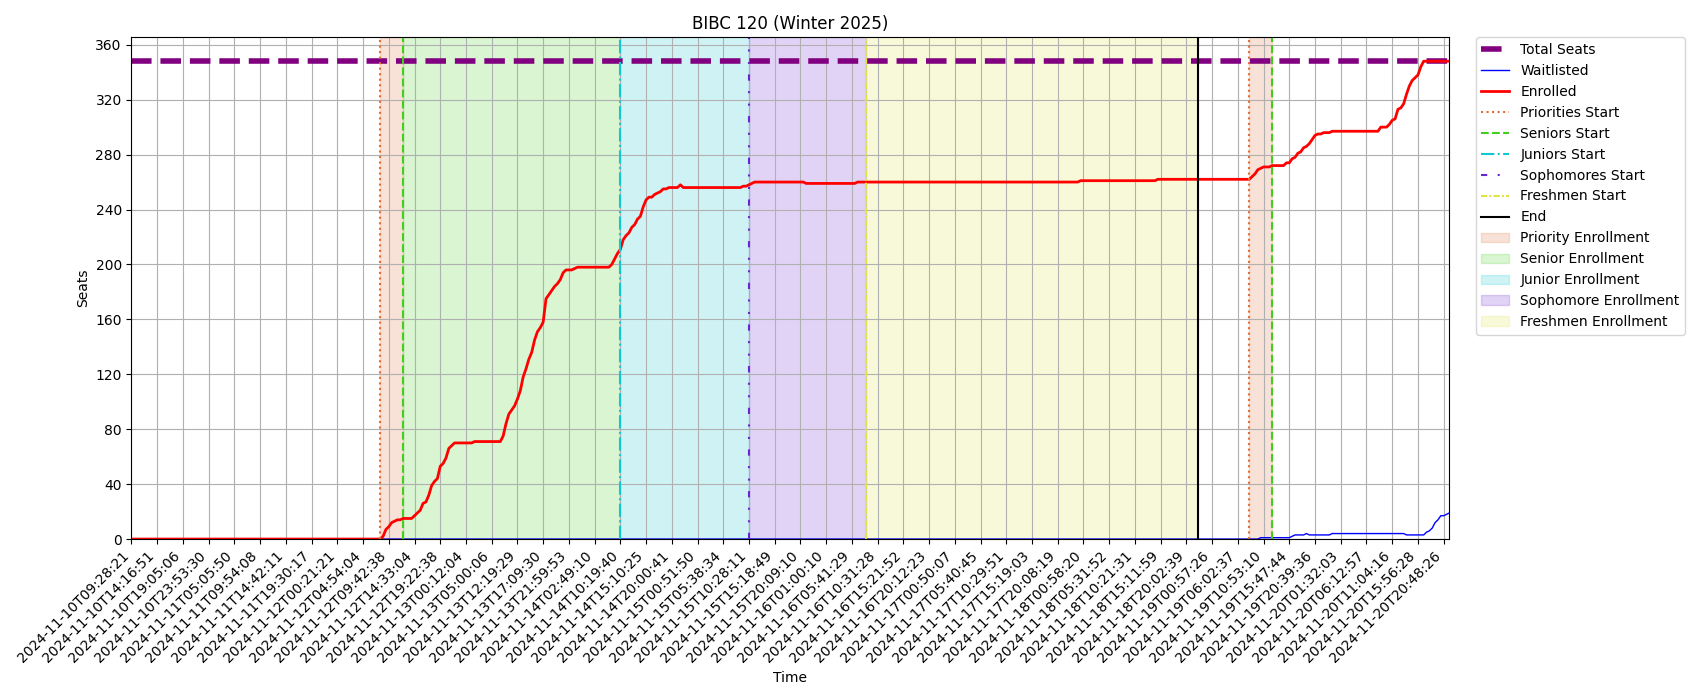 BIBC 120 (Winter 2025)
360
320
280
240
200
160
120
80
40
0
Seats
2024-11-10T09:28:21
2024-11-10T14:16:51
2024-11-10T19:05:06
2024-11-10T23:53:30
2024-11-11T05:05:50
2024-11-11T09:54:08
2024-11-11T14:42:11
2024-11-11T19:30:17
2024-11-12T00:21:21
2024-11-12T04:54:04
2024-11-12T09:42:38
2024-11-12T14:33:04
2024-11-12T19:22:38
2024-11-13T00:12:04
2024-11-13T05:00:06
2024-11-13T12:19:29
2024-11-13T17:09:30
2024-11-13T21:59:53
2024-11-14T02:49:10
2024-11-14T10:19:40
2024-11-14T15:10:25
2024-11-14T20:00:41
2024-11-15T00:51:50
2024-11-15T05:38:34
2024-11-15T10:28:11
2024-11-15T15:18:49
2024-11-15T20:09:10
2024-11-16T01:00:10
2024-11-16T05:41:29
2024-11-16T10:31:28
2024-11-16T15:21:52
2024-11-16T20:12:23
2024-11-17T00:50:07
2024-11-17T05:40:45
2024-11-17T10:29:51
2024-11-17T15:19:03
2024-11-17T20:08:19
2024-11-18T00:58:20
2024-11-18T05:31:52
2024-11-18T10:21:31
2024-11-18T15:11:59
2024-11-18T20:02:39
2024-11-19T00:57:26
2024-11-19T06:02:37
2024-11-19T10:53:10
2024-11-19T15:47:44
2024-11-19T20:39:36
2024-11-20T01:32:03
2024-11-20T06:12:57
2024-11-20T11:04:16
2024-11-20T15:56:28
2024-11-20T20:48:26
Time
Total Seats
Waitlisted
Enrolled
Priorities Start
Seniors Start
Juniors Start
Sophomores Start
Freshmen Start
End
Priority Enrollment
Senior Enrollment
Junior Enrollment
Sophomore Enrollment
Freshmen Enrollment